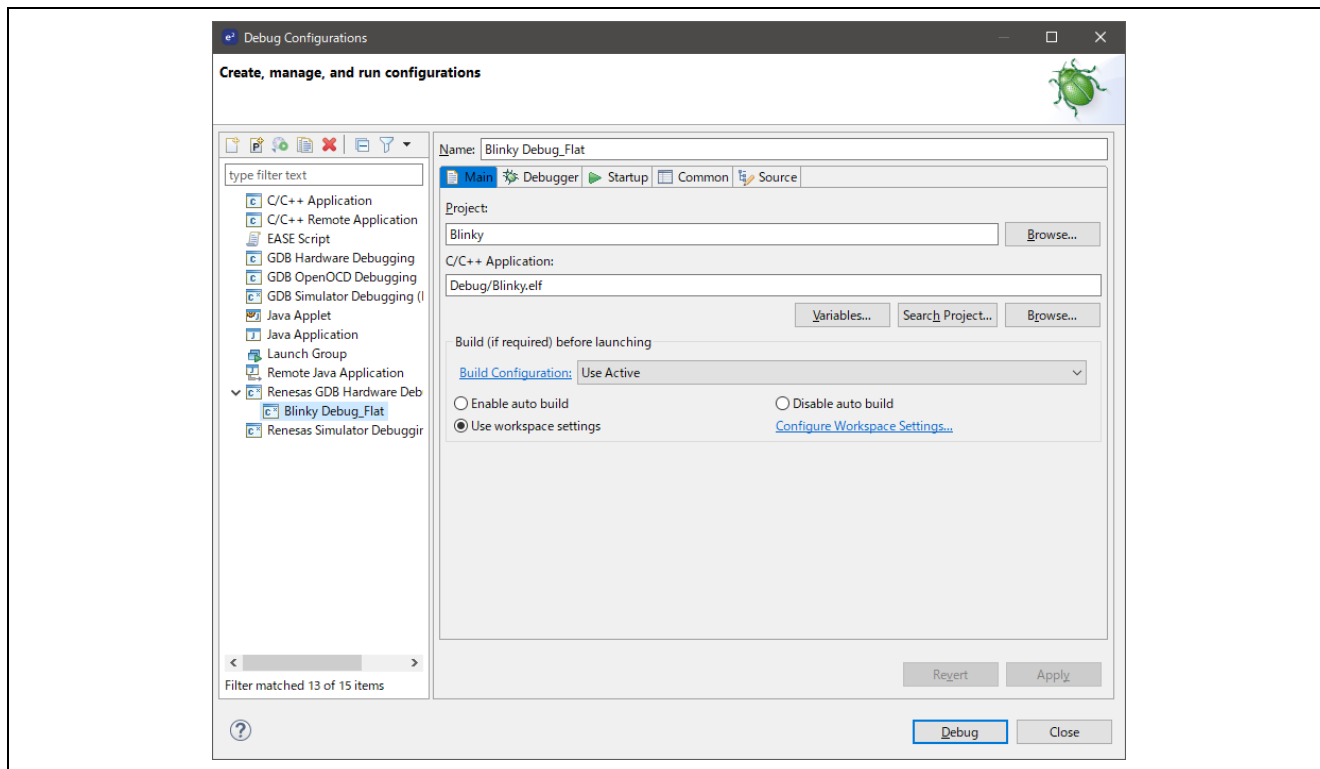 e² Debug Configurations
Create, manage, and run configurations
type filter text
C/C++ Application
C/C++ Remote Application
EASE Script
GDB Hardware Debugging
GDB OpenOCD Debugging
GDB Simulator Debugging (
Java Applet
Java Application
Launch Group
Remote Java Application
Renesas GDB Hardware Deb
Blinky Debug_Flat
Renesas Simulator Debuggin
Filter matched 13 of 15 items
Name: Blinky Debug_Flat
Main Debugger Startup Common Source
Project:
Blinky Browse...
C/C++ Application:
Debug/Blinky.elf
Variables... Search Project... Browse...
Build (if required) before launching
Build Configuration: Use Active
Enable auto build Disable auto build
Use workspace settings Configure Workspace Settings...
Revert Apply
Debug Close